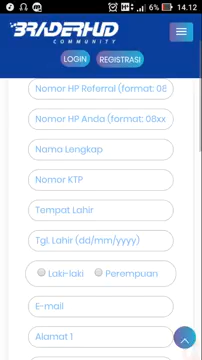 6% 14.12
BRADERHUD
COMMUNITY
LOGIN REGISTRASI
Nomor HP Referral (format: 08
Nomor HP Anda (format: 08xx
Nama Lengkap
Nomor KTP
Tempat Lahir
Tgl. Lahir (dd/mm/yyyy)
Laki-laki Perempuan
E-mail
Alamat 1